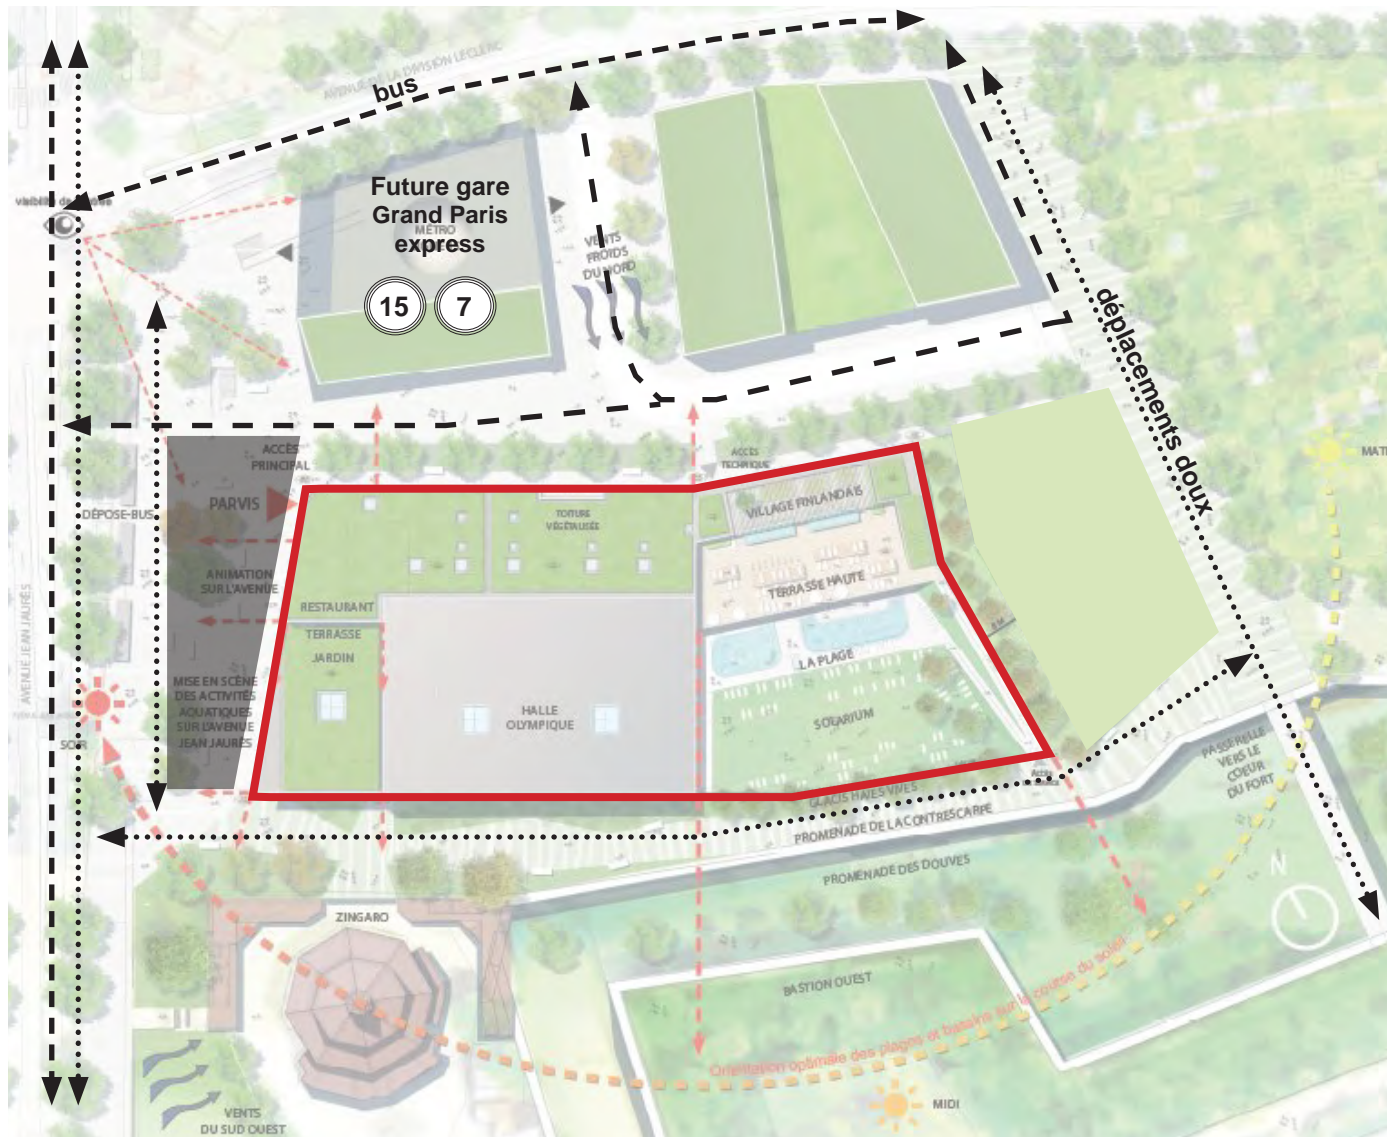 AVENUE DE LA DIVISION LECLERC
bus
Future gare
Grand Paris
express
MÉTRO
15
7
VENTS
FROIDS
DU NORD
déplacements doux
MATI
ACCÈS
PRINCIPAL
PARVIS
DÉPOSE-BUS
ANIMATION
SUR L'AVENUE
MISE EN SCÈNE
DES ACTIVITÉS
AQUATIQUES
SUR L'AVENUE
JEAN JAURÈS
AVENUE JEAN JAURÈS
SOIR
ACCÈS
TECHNIQUE
TOITURE
VÉGÉTALISÉE
VILLAGE FINLANDAIS
TERRASSE HAUTE
RESTAURANT
TERRASSE
JARDIN
LA PLAGE
8 M
HALLE
OLYMPIQUE
SOLARIUM
GLACIS HAIES VIVES
PROMENADE DE LA CONTRESCARPE
PROMENADE DES DOUVES
PASSERELLE
VERS LE
COEUR
DU FORT
N
ZINGARO
BASTION OUEST
Orientation optimale des plages et bassins sur la course du soleil
MIDI
VENTS
DU SUD OUEST